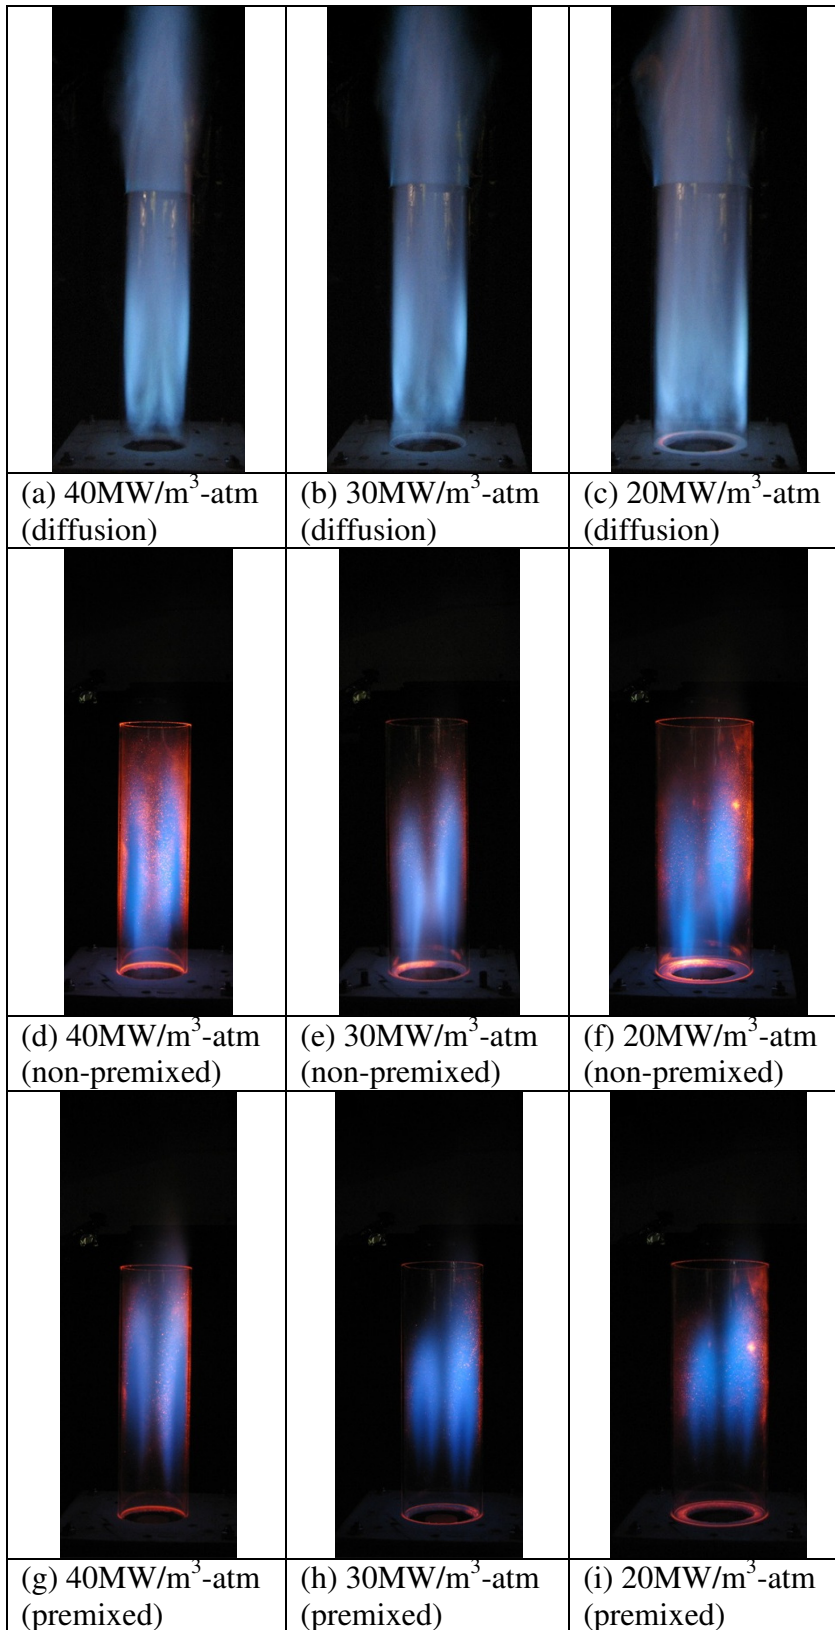 (a) 40MW/m³-atm
(diffusion)
(b) 30MW/m³-atm
(diffusion)
(c) 20MW/m³-atm
(diffusion)
(d) 40MW/m³-atm
(non-premixed)
(e) 30MW/m³-atm
(non-premixed)
(f) 20MW/m³-atm
(non-premixed)
(g) 40MW/m³-atm
(premixed)
(h) 30MW/m³-atm
(premixed)
(i) 20MW/m³-atm
(premixed)